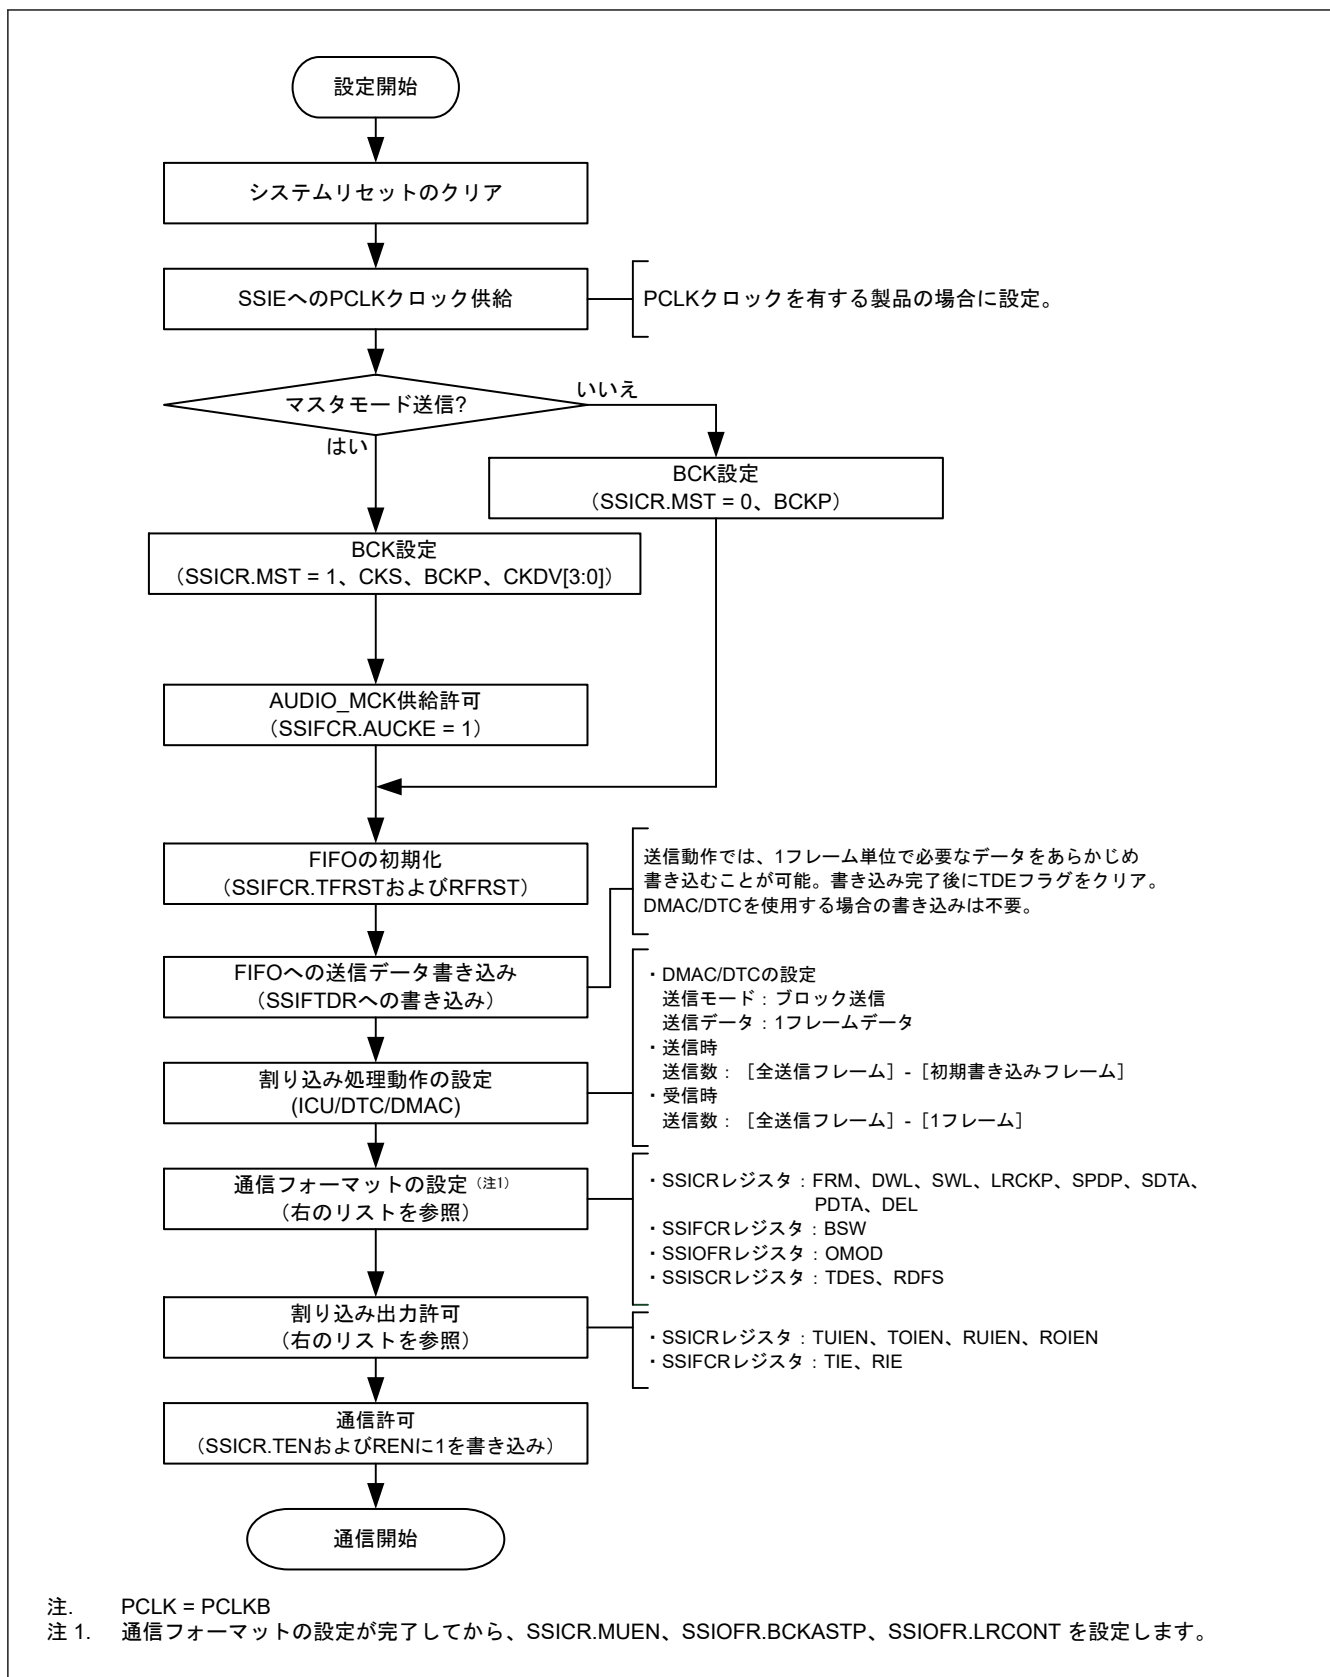 設定開始
システムリセットのクリア
SSIEへのPCLKクロック供給
PCLKクロックを有する製品の場合に設定。
マスタモード送信?
いいえ
はい
BCK設定
（SSICR.MST = 0、BCKP）
BCK設定
（SSICR.MST = 1、CKS、BCKP、CKDV[3:0]）
AUDIO_MCK供給許可
（SSIFCR.AUCKE = 1）
FIFOの初期化
（SSIFCR.TFRSTおよびRFRST）
送信動作では、1フレーム単位で必要なデータをあらかじめ
書き込むことが可能。書き込み完了後にTDEフラグをクリア。
DMAC/DTCを使用する場合の書き込みは不要。
FIFOへの送信データ書き込み
（SSIFTDRへの書き込み）
・DMAC/DTCの設定
送信モード：ブロック送信
送信データ：1フレームデータ
・送信時
送信数：［全送信フレーム］-［初期書き込みフレーム］
・受信時
送信数：［全送信フレーム］-［1フレーム］
割り込み処理動作の設定
(ICU/DTC/DMAC)
通信フォーマットの設定（注1）
（右のリストを参照）
・SSICRレジスタ：FRM、DWL、SWL、LRCKP、SPDP、SDTA、
PDTA、DEL
・SSIFCRレジスタ：BSW
・SSIOFRレジスタ：OMOD
・SSISCRレジスタ：TDES、RDFS
割り込み出力許可
（右のリストを参照）
・SSICRレジスタ：TUIEN、TOIEN、RUIEN、ROIEN
・SSIFCRレジスタ：TIE、RIE
通信許可
（SSICR.TENおよびRENに1を書き込み）
通信開始
注. PCLK = PCLKB
注 1. 通信フォーマットの設定が完了してから、SSICR.MUEN、SSIOFR.BCKASTP、SSIOFR.LRCONT を設定します。